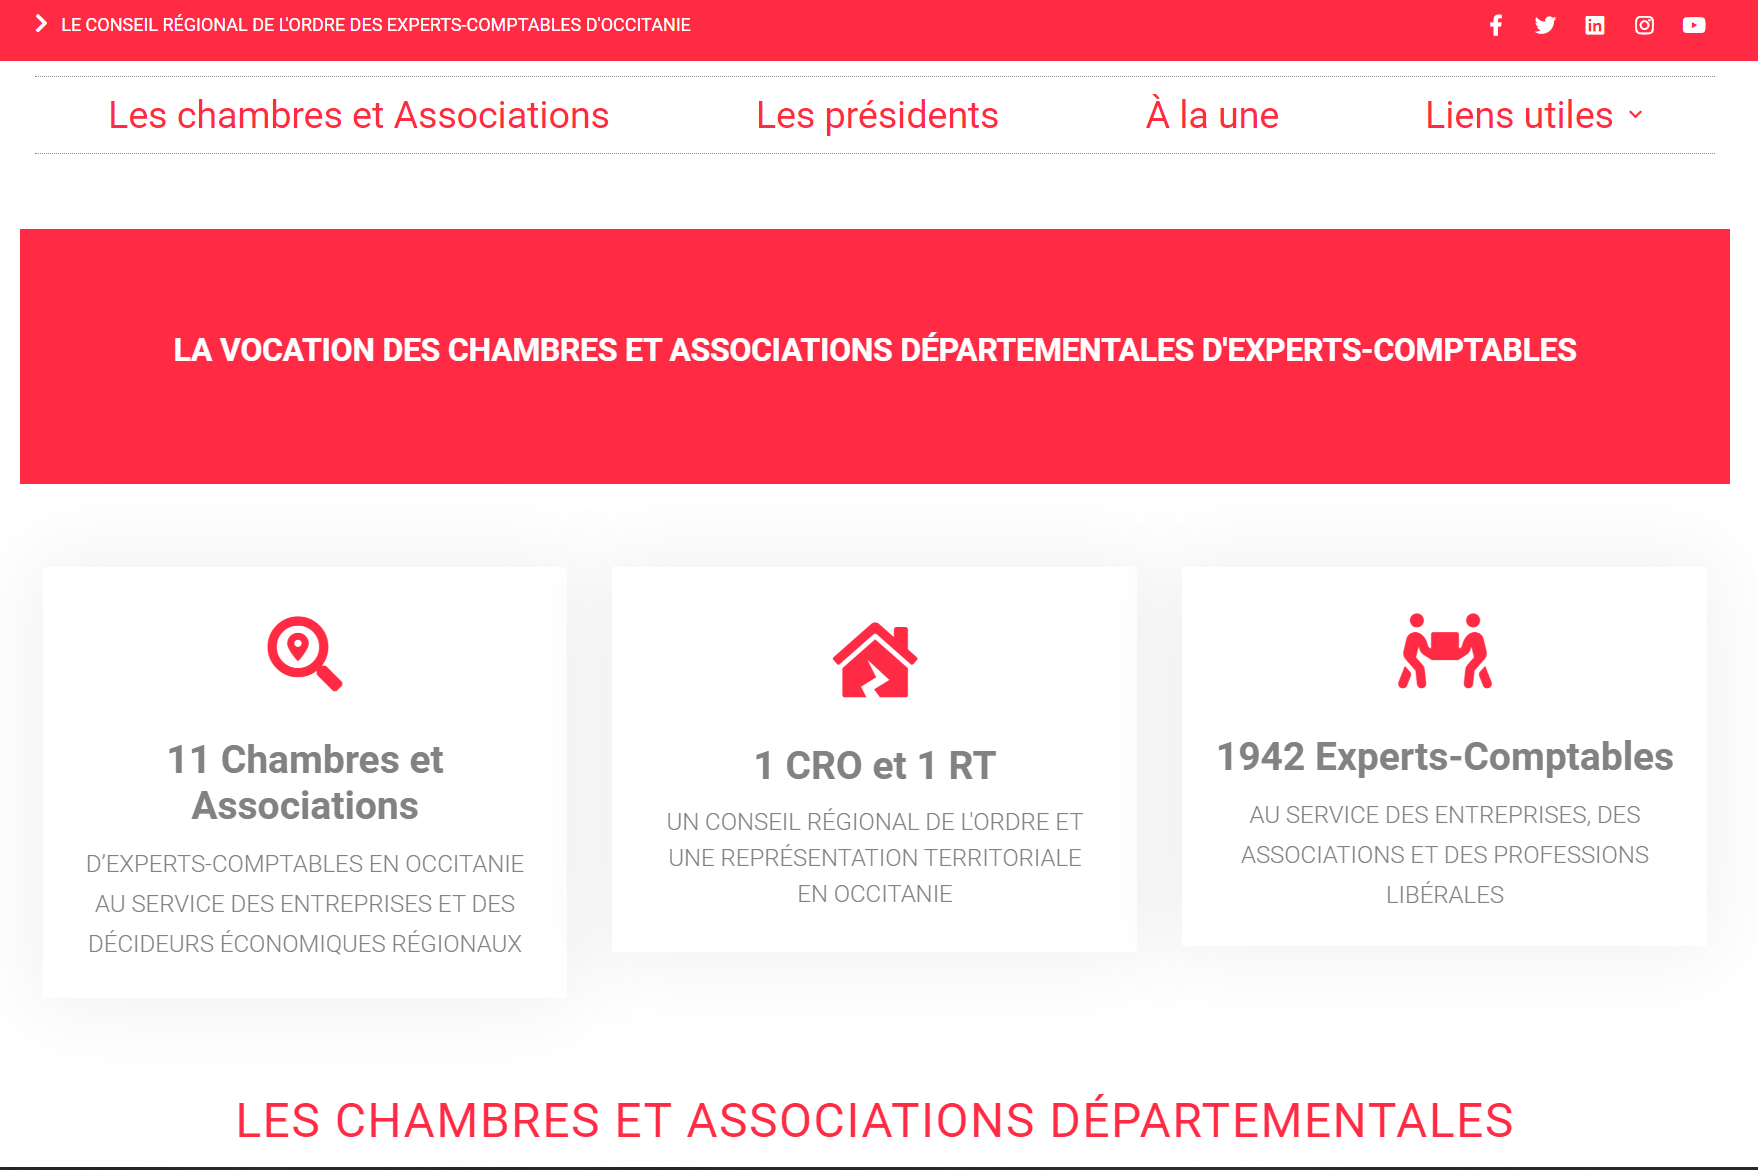 LE CONSEIL RÉGIONAL DE L'ORDRE DES EXPERTS-COMPTABLES D'OCCITANIE
Les chambres et Associations
Les présidents
À la une
Liens utiles
LA VOCATION DES CHAMBRES ET ASSOCIATIONS DÉPARTEMENTALES D'EXPERTS-COMPTABLES
11 Chambres et
Associations
D’EXPERTS-COMPTABLES EN OCCITANIE
AU SERVICE DES ENTREPRISES ET DES
DÉCIDEURS ÉCONOMIQUES RÉGIONAUX
1 CRO et 1 RT
UN CONSEIL RÉGIONAL DE L'ORDRE ET
UNE REPRÉSENTATION TERRITORIALE
EN OCCITANIE
1942 Experts-Comptables
AU SERVICE DES ENTREPRISES, DES
ASSOCIATIONS ET DES PROFESSIONS
LIBÉRALES
LES CHAMBRES ET ASSOCIATIONS DÉPARTEMENTALES